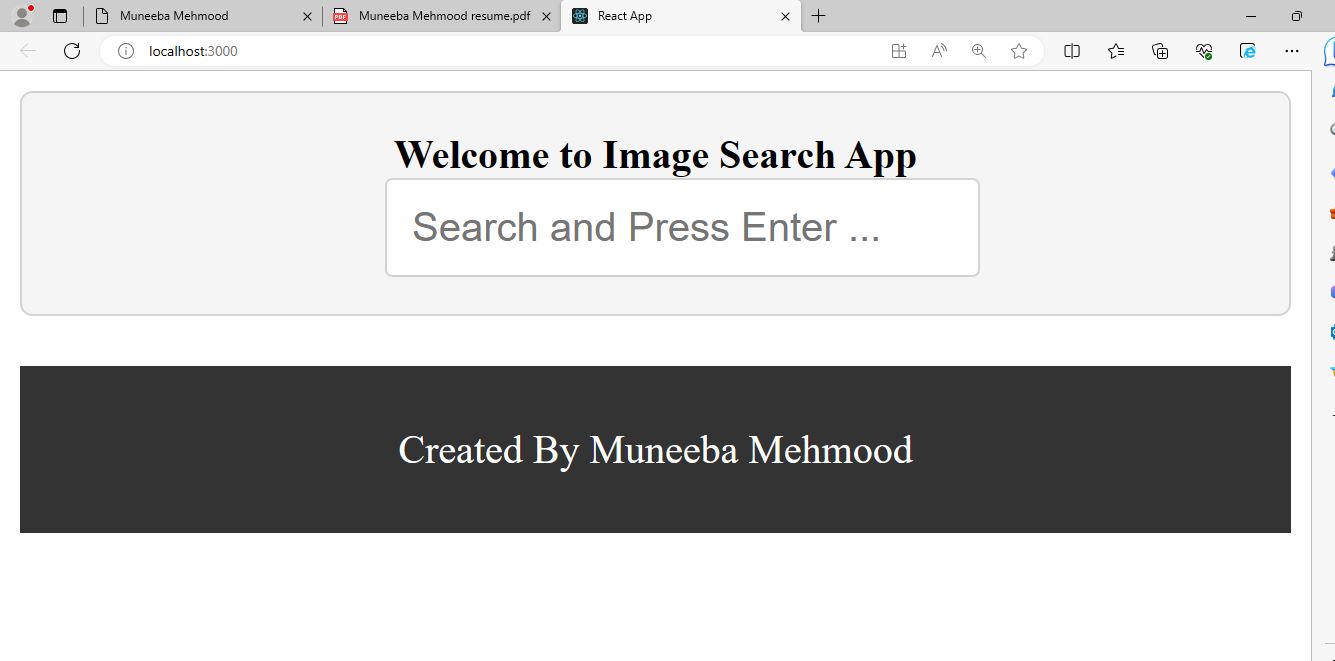 Muneeba Mehmood
Muneeba Mehmood resume.pdf
React App
localhost:3000
Welcome to Image Search App
Search and Press Enter ...
Created By Muneeba Mehmood